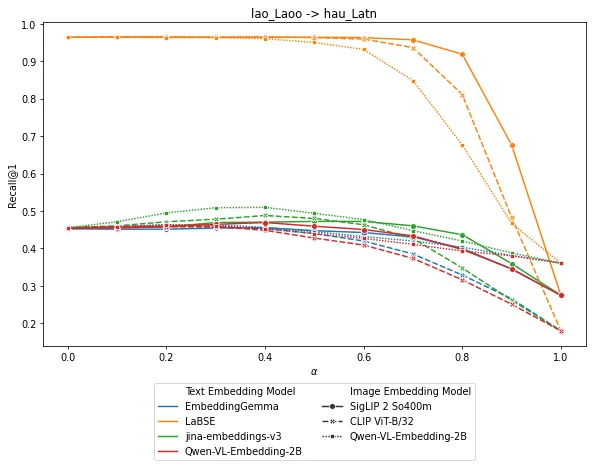 lao_Laoo -> hau_Latn
Recall@1
1.0
0.9
0.8
0.7
0.6
0.5
0.4
0.3
0.2
0.0 0.2 0.4 0.6 0.8 1.0
α
Text Embedding Model
EmbeddingGemma
LaBSE
jina-embeddings-v3
Qwen-VL-Embedding-2B
Image Embedding Model
SigLIP 2 So400m
CLIP ViT-B/32
Qwen-VL-Embedding-2B